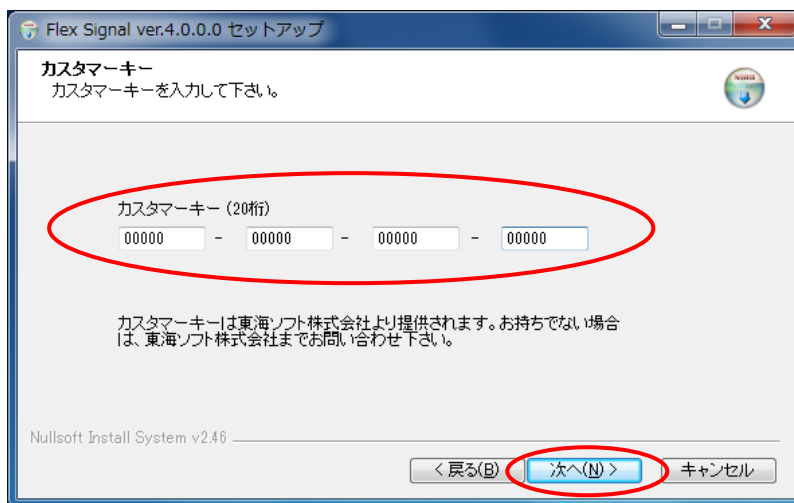 Flex Signal ver.4.0.0.0 セットアップ
カスタマーキー
カスタマーキーを入力して下さい。
カスタマーキー (20桁)
00000 - 00000 - 00000 - 00000
カスタマーキーは東海ソフト株式会社より提供されます。お持ちでない場合
は、東海ソフト株式会社までお問い合わせ下さい。
Nullsoft Install System v2.46
< 戻る(B) 次へ(N) > キャンセル